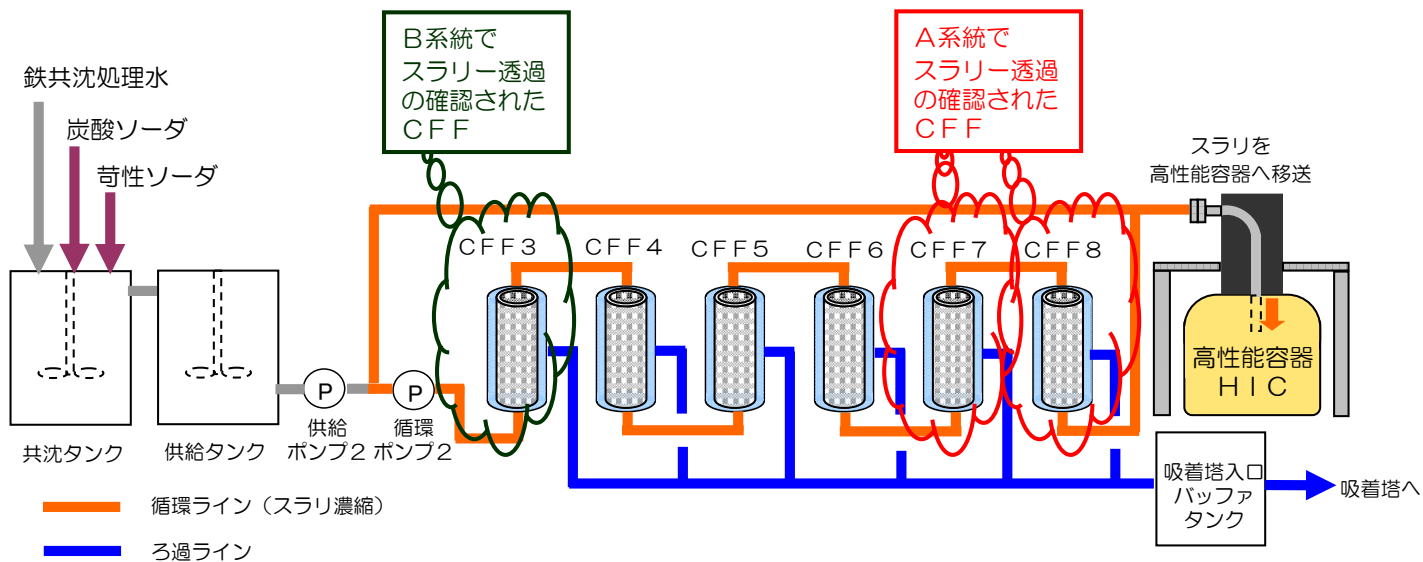 B系統で
スラリー透過
の確認された
CFF
A系統で
スラリー透過
の確認された
CFF
鉄共沈処理水
炭酸ソーダ
苛性ソーダ
スラリを
高性能容器へ移送
CFF3
CFF4
CFF5
CFF6
CFF7
CFF8
P
P
高性能容器
HIC
共沈タンク
供給タンク
供給
ポンプ2
循環
ポンプ2
吸着塔入口
バッファ
タンク
吸着塔へ
循環ライン(スラリ濃縮)
ろ過ライン